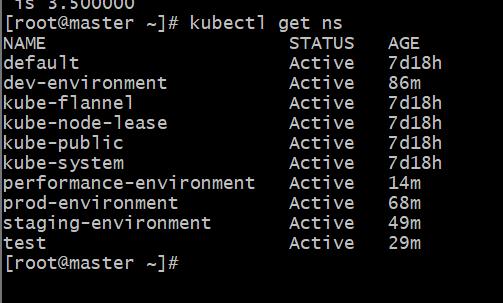 is 3.500000
[root@master ~]# kubectl get ns
NAME STATUS AGE
default Active 7d18h
dev-environment Active 86m
kube-flannel Active 7d18h
kube-node-lease Active 7d18h
kube-public Active 7d18h
kube-system Active 7d18h
performance-environment Active 14m
prod-environment Active 68m
staging-environment Active 49m
test Active 29m
[root@master ~]#